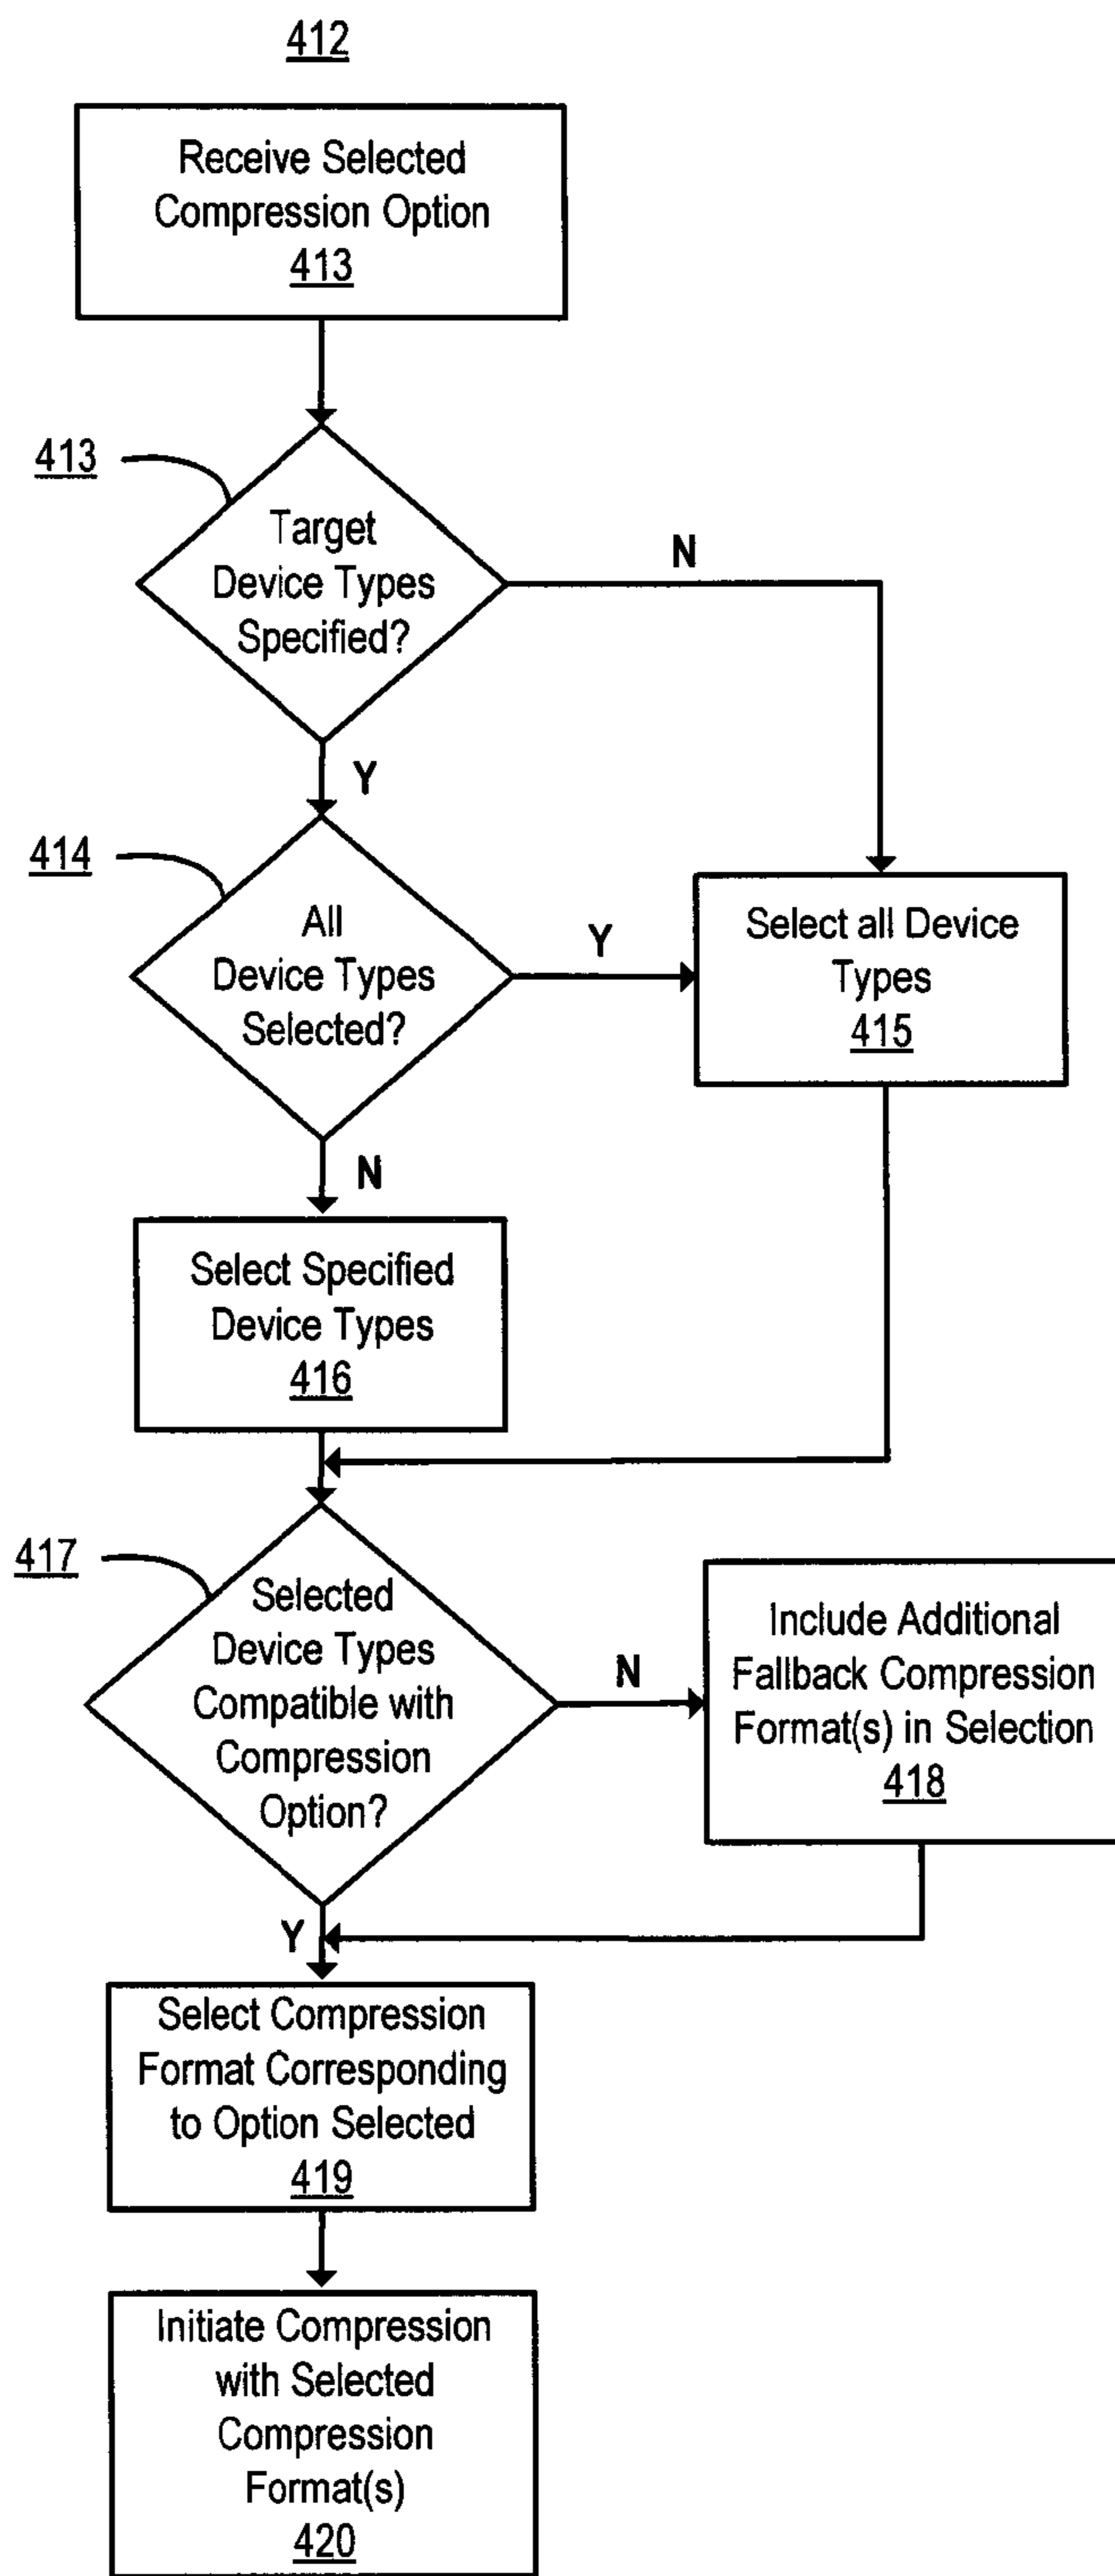 412
Receive Selected
Compression Option
413
413
Target
Device Types
Specified?
N
Y
414
All
Device Types
Selected?
Y
Select all Device
Types
415
N
Select Specified
Device Types
416
417
Selected
Device Types
Compatible with
Compression
Option?
N
Include Additional
Fallback Compression
Format(s) in Selection
418
Y
Select Compression
Format Corresponding
to Option Selected
419
Initiate Compression
with Selected
Compression
Format(s)
420